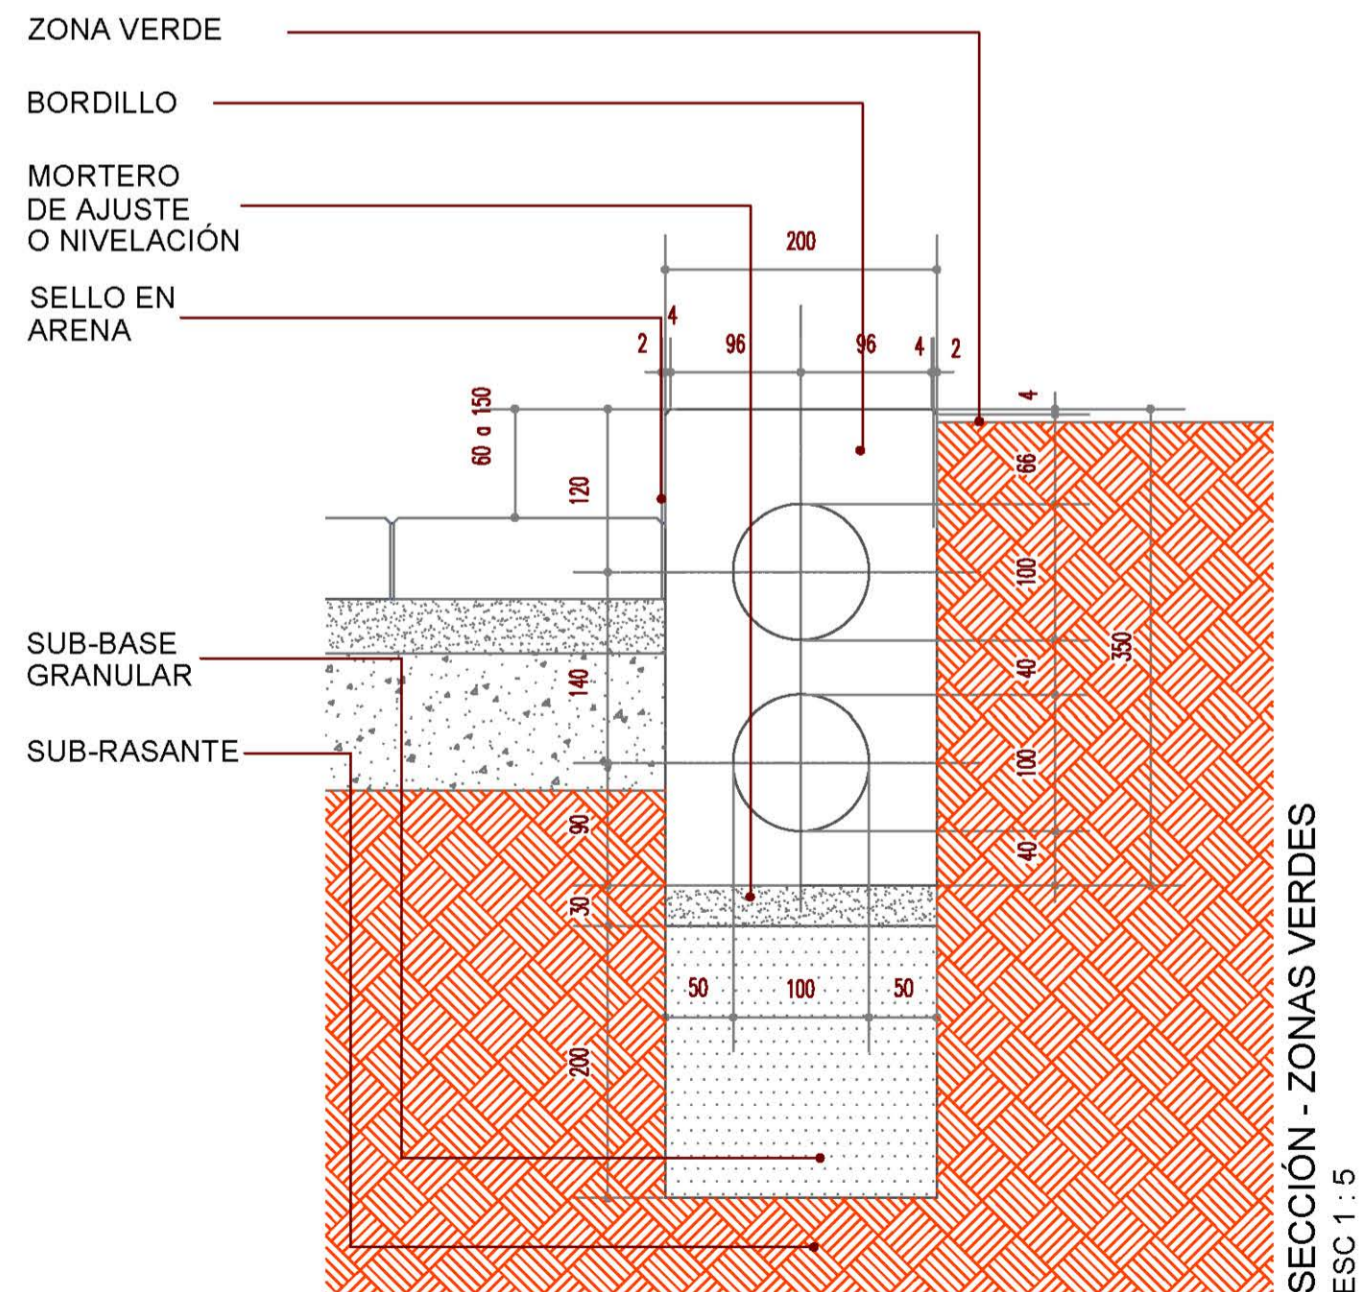 ZONA VERDE
BORDILLO
MORTERO
DE AJUSTE
O NIVELACIÓN
SELLO EN
ARENA
200
4
2
96
96
4
2
60 a 150
120
4
66
100
350
40
140
100
SUB-BASE
GRANULAR
SUB-RASANTE
90
40
30
50
100
50
200
SECCIÓN - ZONAS VERDES
ESC 1 : 5